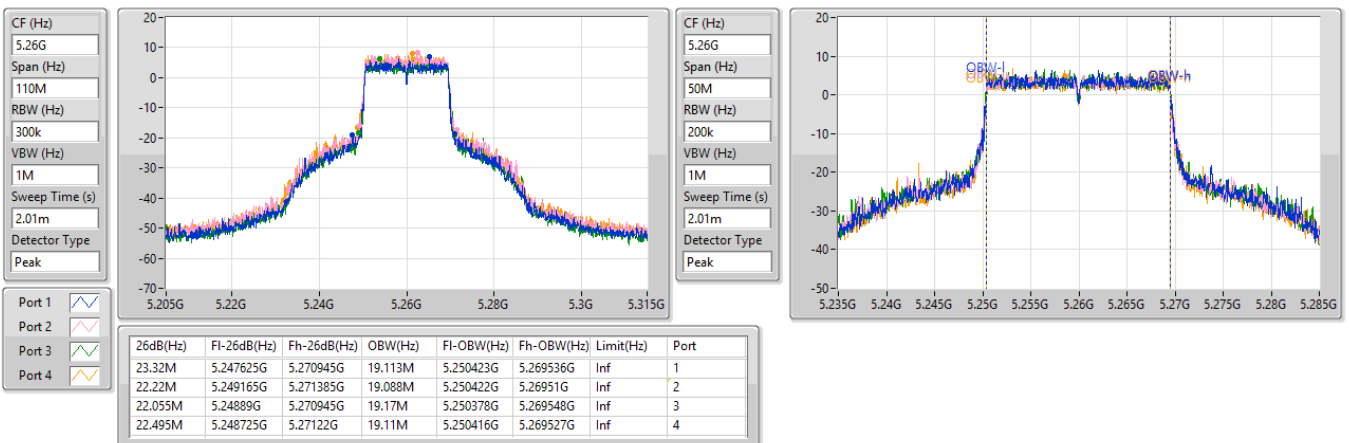 CF (Hz)
5.26G
Span (Hz)
110M
RBW (Hz)
300k
VBW (Hz)
1M
Sweep Time (s)
2.01m
Detector Type
Peak
20
10
0
-10
-20
-30
-40
-50
-60
-70
5.205G 5.22G 5.24G 5.26G 5.28G 5.3G 5.315G
CF (Hz)
5.26G
Span (Hz)
50M
RBW (Hz)
200k
VBW (Hz)
1M
Sweep Time (s)
2.01m
Detector Type
Peak
20
10
0
-10
-20
-30
-40
-50
OBW-l OBW-h
5.235G 5.24G 5.245G 5.25G 5.255G 5.26G 5.265G 5.27G 5.275G 5.28G 5.285G
Port 1
Port 2
Port 3
Port 4
26dB(Hz) Fl-26dB(Hz) Fh-26dB(Hz) OBW(Hz) Fl-OBW(Hz) Fh-OBW(Hz) Limit(Hz) Port
23.32M 5.247625G 5.270945G 19.113M 5.250423G 5.269536G Inf 1
22.22M 5.249165G 5.271385G 19.088M 5.250422G 5.26951G Inf 2
22.055M 5.24889G 5.270945G 19.17M 5.250378G 5.269548G Inf 3
22.495M 5.248725G 5.27122G 19.11M 5.250416G 5.269527G Inf 4